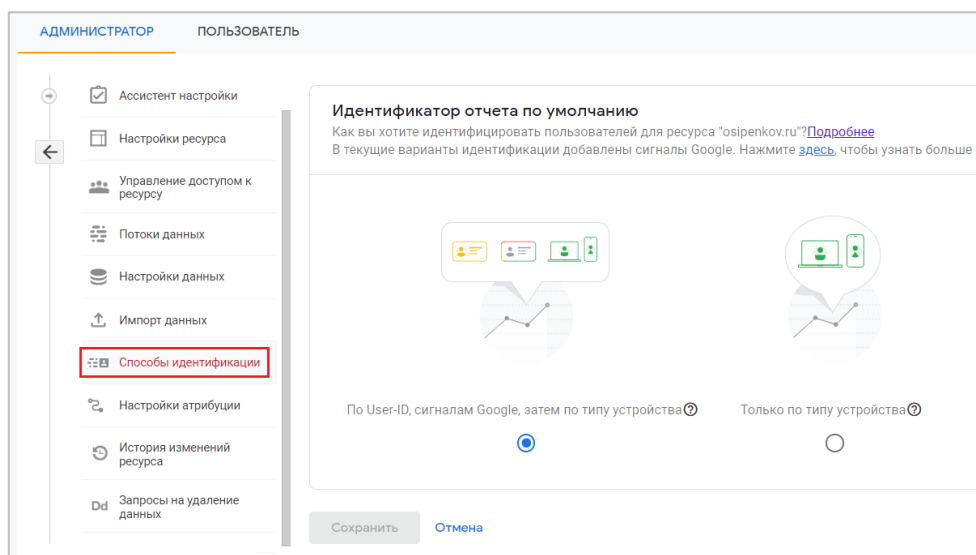 АДМИНИСТРАТОР
ПОЛЬЗОВАТЕЛЬ
Ассистент настройки
Настройки ресурса
Управление доступом к
ресурсу
Потоки данных
Настройки данных
Импорт данных
Способы идентификации
Настройки атрибуции
История изменений
ресурса
Dd
Запросы на удаление
данных
Идентификатор отчета по умолчанию
Как вы хотите идентифицировать пользователей для ресурса "osipenkov.ru"?Подробнее
В текущие варианты идентификации добавлены сигналы Google. Нажмите здесь, чтобы узнать больше
По User-ID, сигналам Google, затем по типу устройства
Только по типу устройства
Сохранить
Отмена